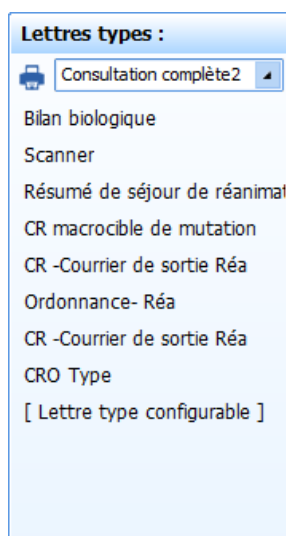 Lettres types :
Consultation complète2
Bilan biologique
Scanner
Résumé de séjour de réanimat
CR macrocible de mutation
CR -Courrier de sortie Réa
Ordonnance- Réa
CR -Courrier de sortie Réa
CRO Type
[ Lettre type configurable ]